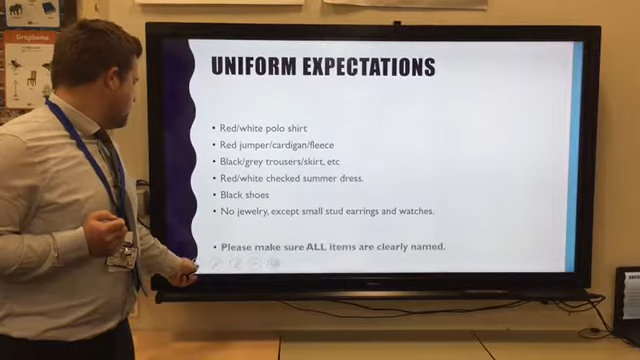 Graphemes
UNIFORM EXPECTATIONS
• Red/white polo shirt
• Red jumper/cardigan/fleece
• Black/grey trousers/skirt, etc
• Red/white checked summer dress.
• Black shoes
• No jewelry, except small stud earrings and watches.
• Please make sure ALL items are clearly named.